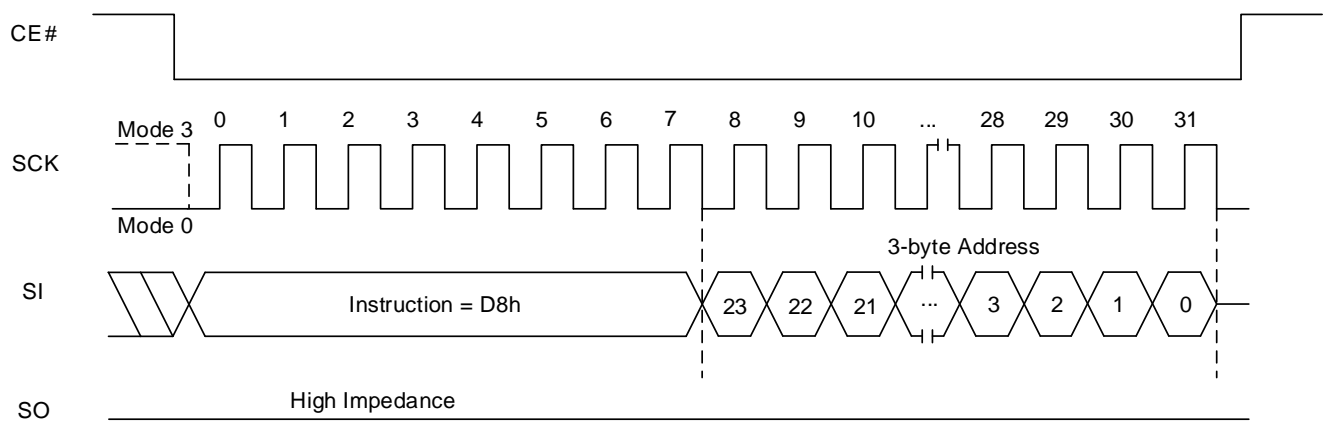 CE#
Mode 3
0 1 2 3 4 5 6 7 8 9 10 ... 28 29 30 31
SCK
Mode 0
3-byte Address
SI
Instruction = D8h
23 22 21 ... 3 2 1 0
High Impedance
SO